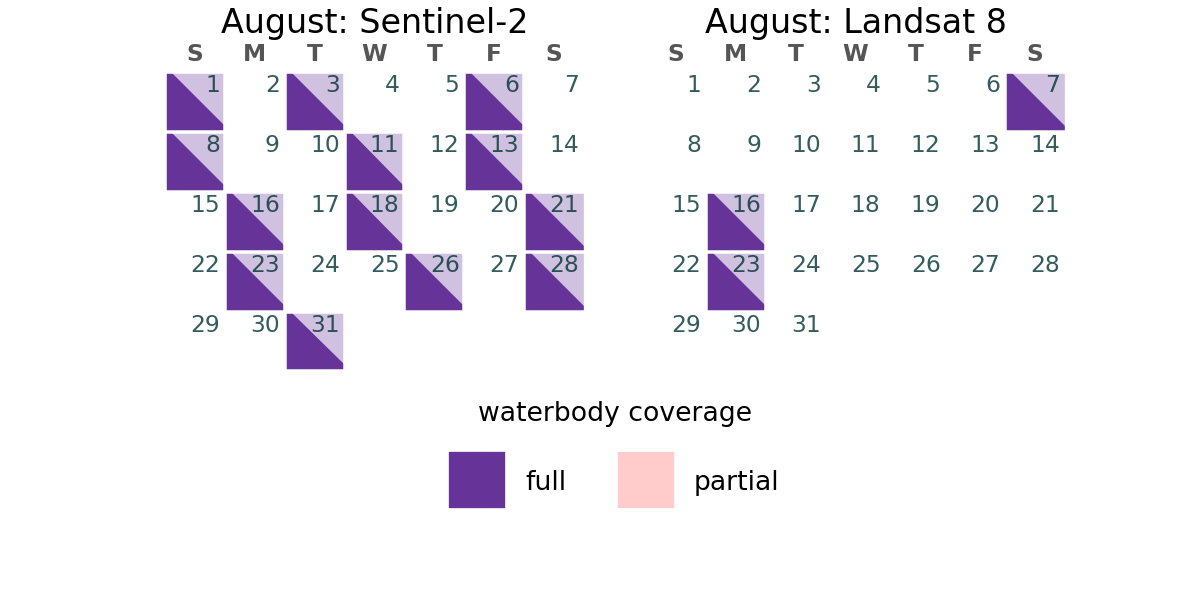 August: Sentinel-2
S M T W T F S
1 2 3 4 5 6 7
8 9 10 11 12 13 14
15 16 17 18 19 20 21
22 23 24 25 26 27 28
29 30 31
August: Landsat 8
S M T W T F S
1 2 3 4 5 6 7
8 9 10 11 12 13 14
15 16 17 18 19 20 21
22 23 24 25 26 27 28
29 30 31
waterbody coverage
full partial